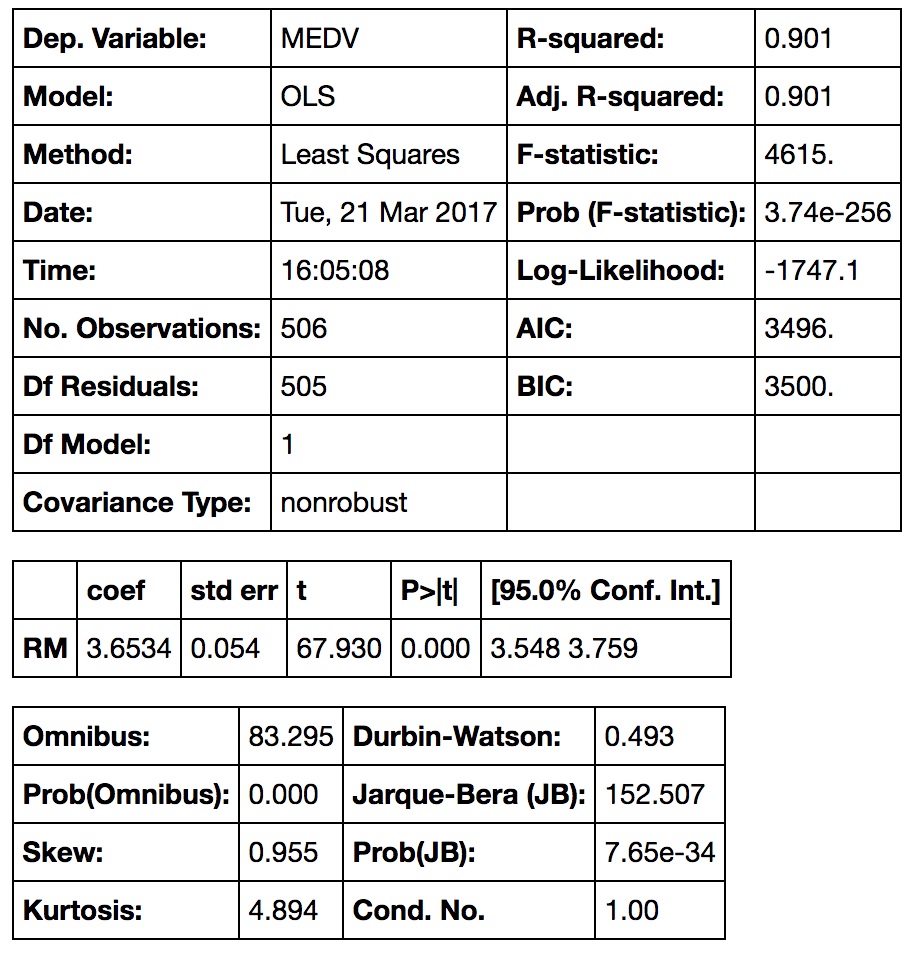 Dep. Variable: MEDV R-squared: 0.901
Model: OLS Adj. R-squared: 0.901
Method: Least Squares F-statistic: 4615.
Date: Tue, 21 Mar 2017 Prob (F-statistic): 3.74e-256
Time: 16:05:08 Log-Likelihood: -1747.1
No. Observations: 506 AIC: 3496.
Df Residuals: 505 BIC: 3500.
Df Model: 1
Covariance Type: nonrobust
coef std err t P>|t| [95.0% Conf. Int.]
RM 3.6534 0.054 67.930 0.000 3.548 3.759
Omnibus: 83.295 Durbin-Watson: 0.493
Prob(Omnibus): 0.000 Jarque-Bera (JB): 152.507
Skew: 0.955 Prob(JB): 7.65e-34
Kurtosis: 4.894 Cond. No. 1.00